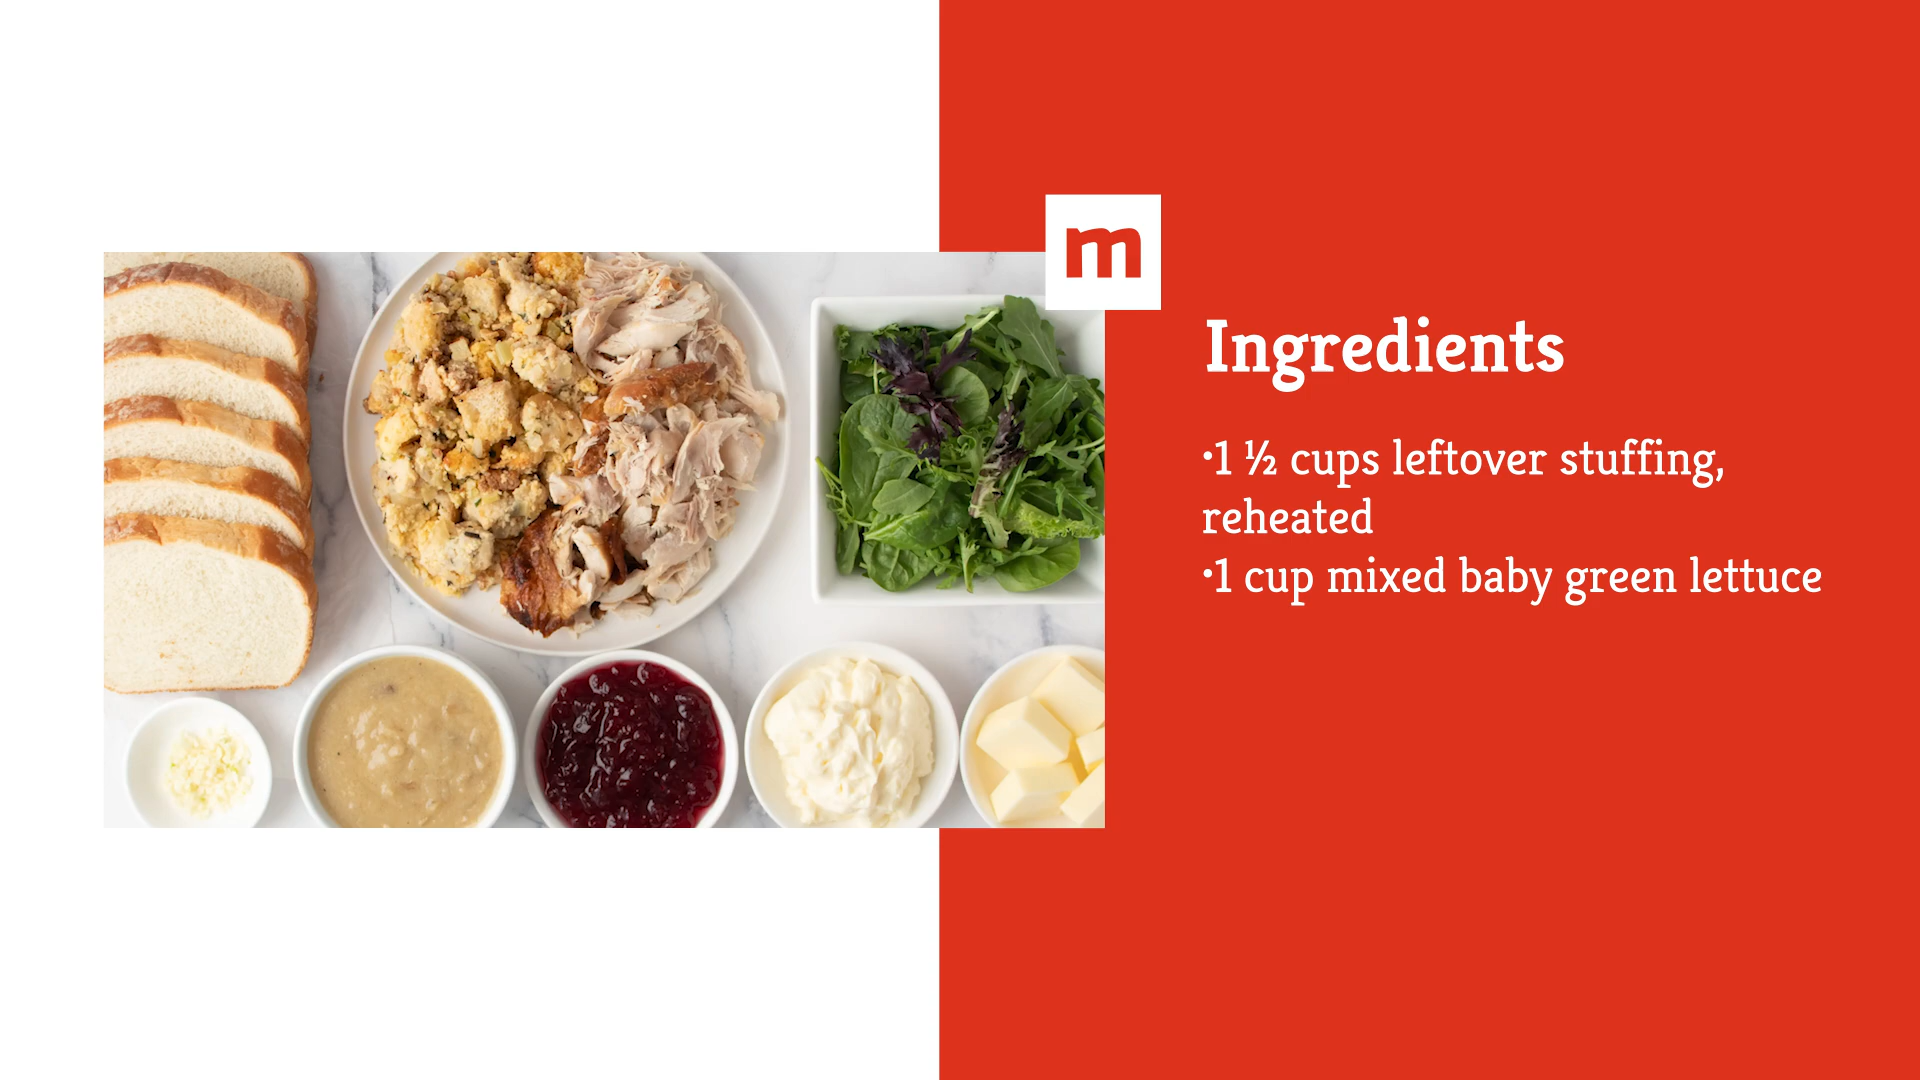 m
Ingredients
•1 ½ cups leftover stuffing,
reheated
•1 cup mixed baby green lettuce